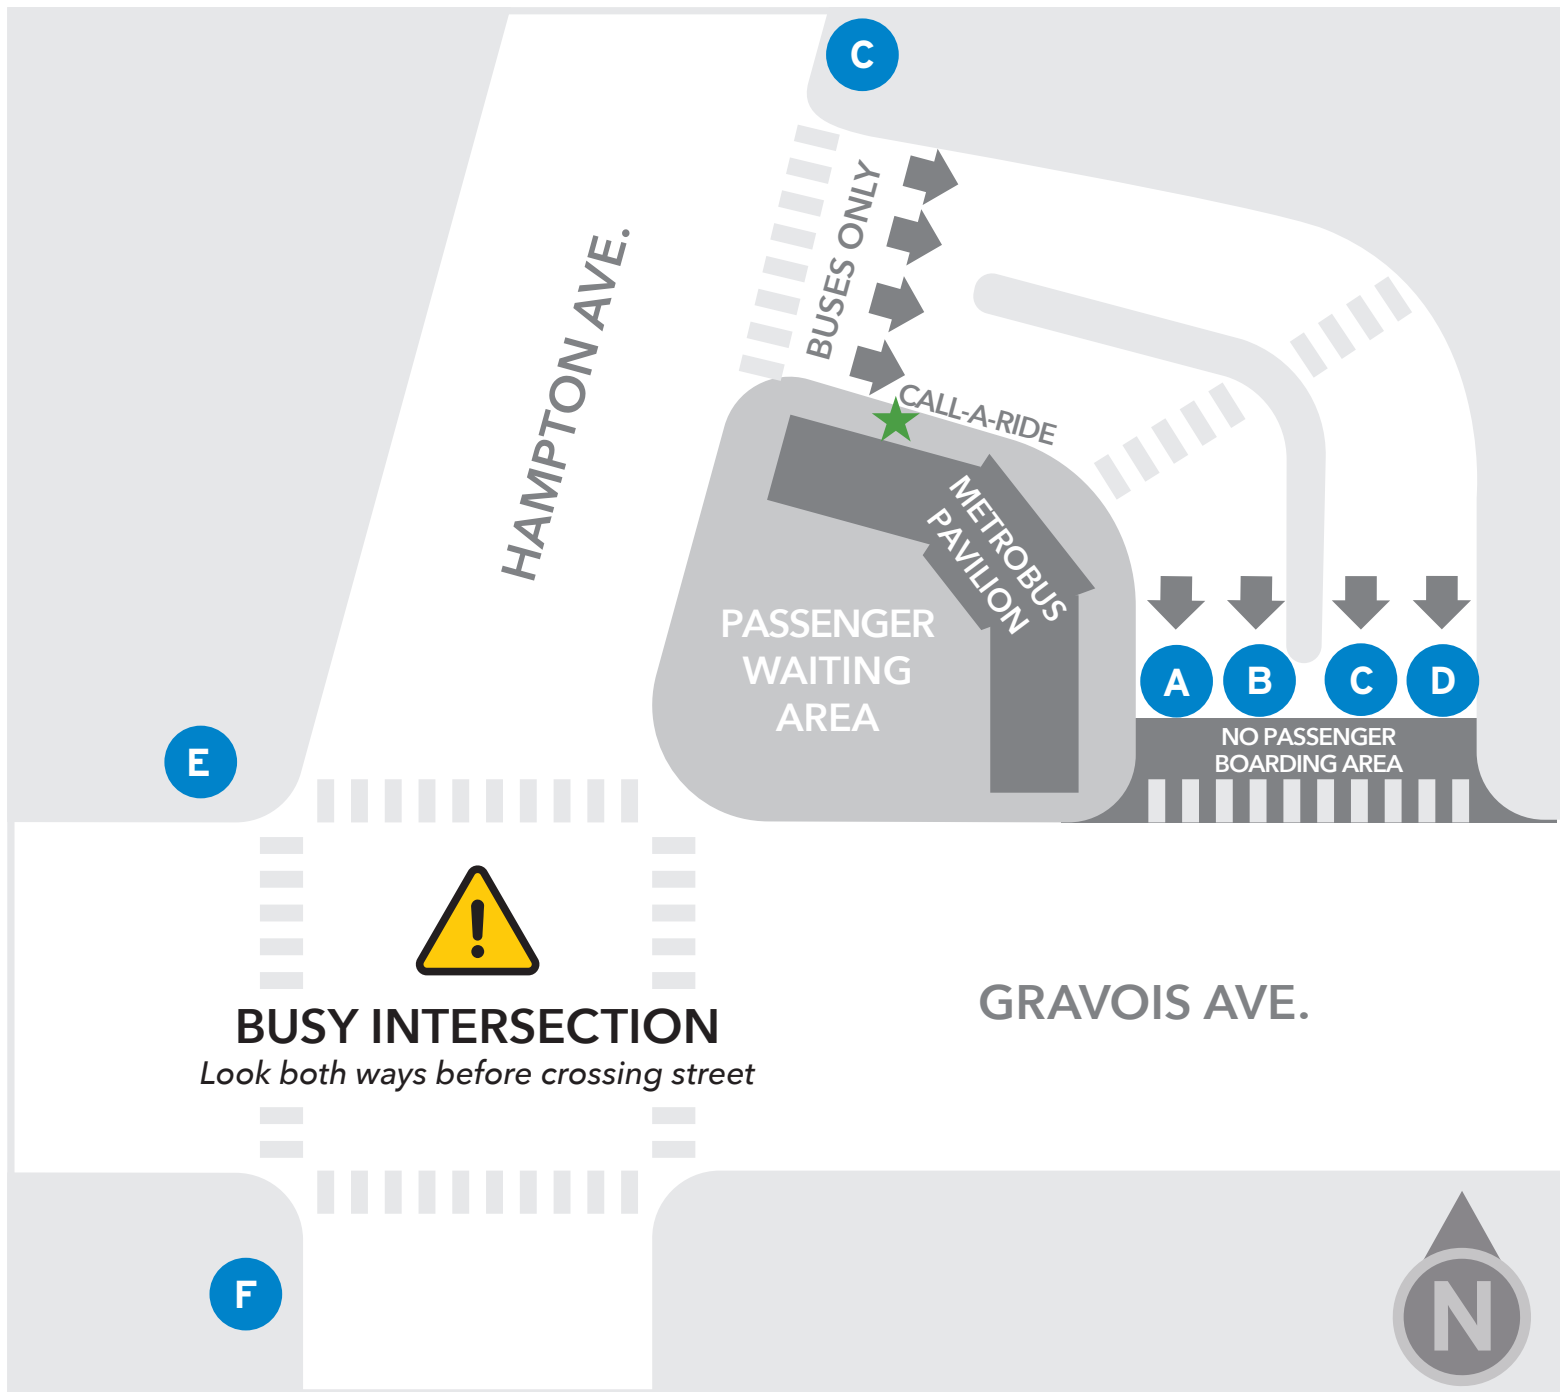 C
BUSES ONLY
HAMPTON AVE.
CALL-A-RIDE
METROBUS
PAVILION
PASSENGER
WAITING
AREA
A B C D
NO PASSENGER
BOARDING AREA
E
BUSY INTERSECTION
Look both ways before crossing street
GRAVOIS AVE.
F
N